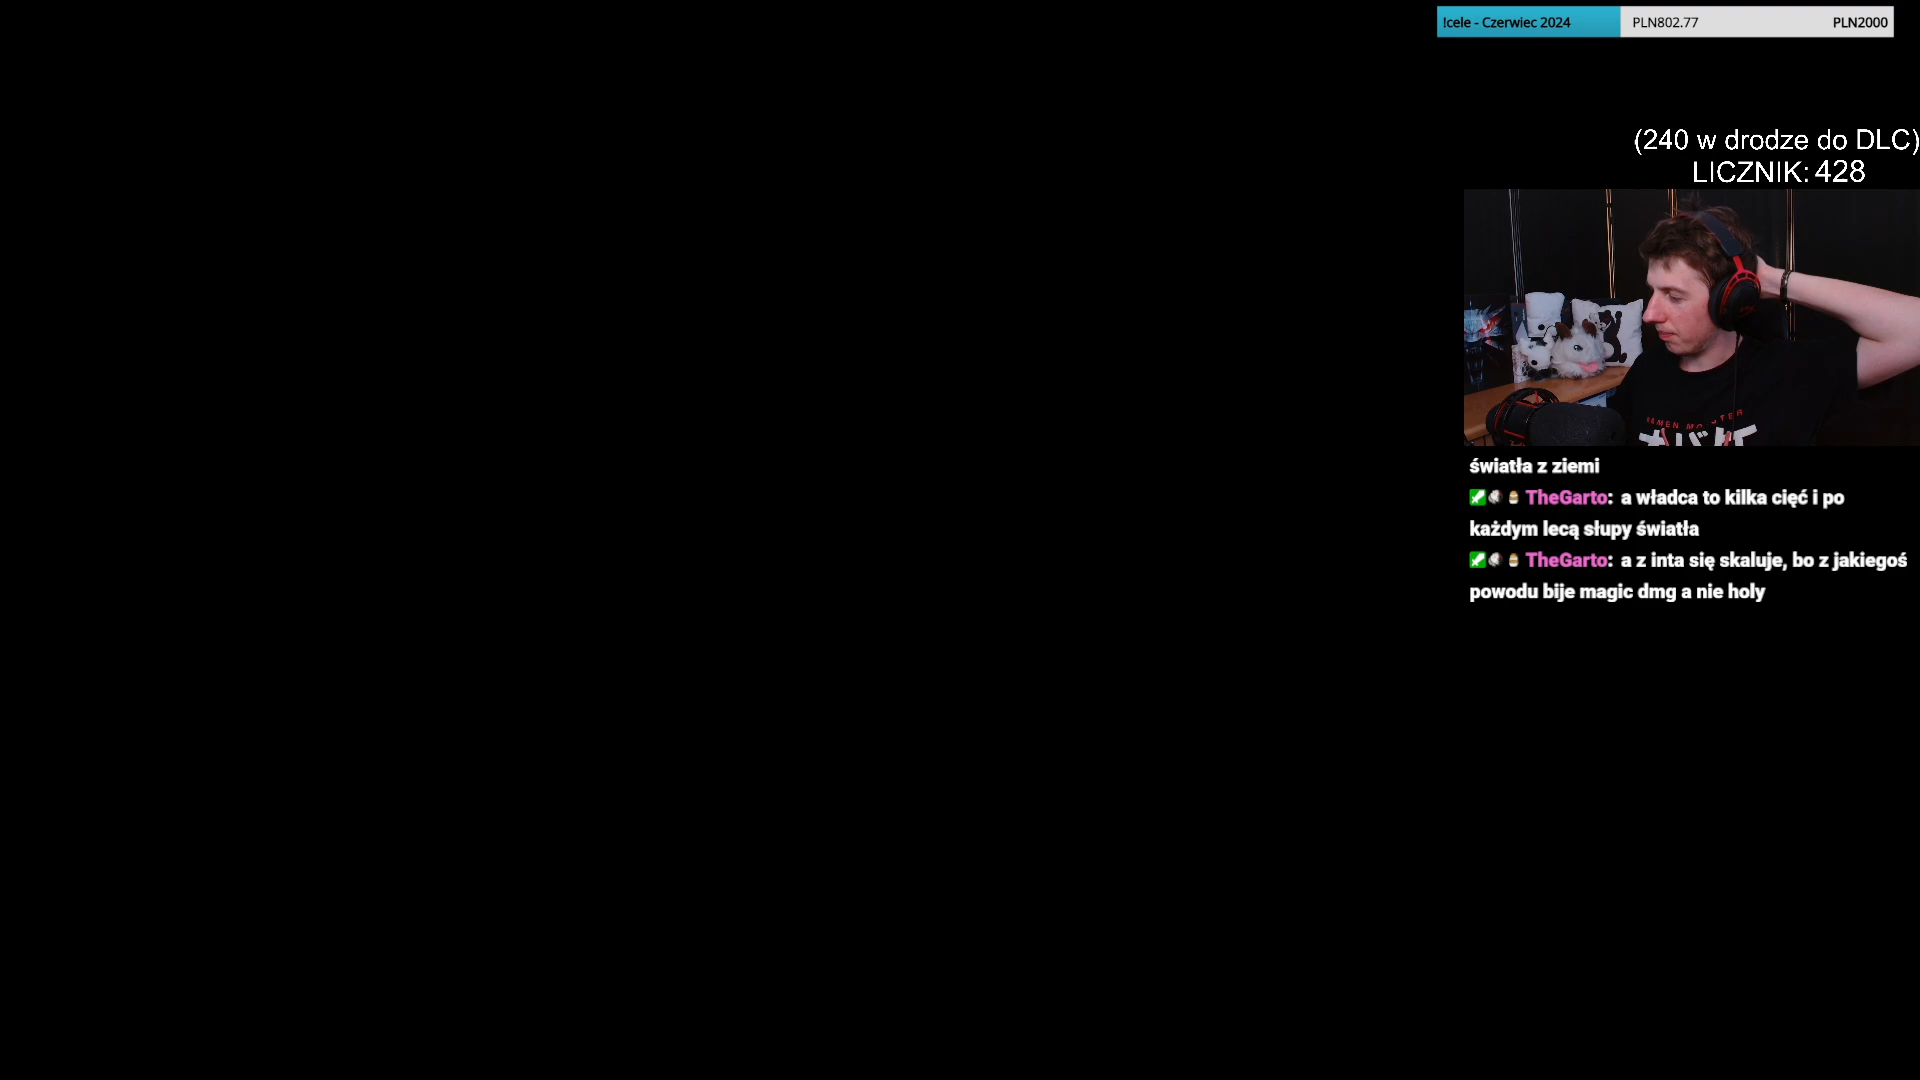 !cele - Czerwiec 2024 PLN802.77 PLN2000
(240 w drodze do DLC)
LICZNIK: 428
światła z ziemi
TheGarto: a władca to kilka cięć i po
każdym lecą słupy światła
TheGarto: a z inta się skaluje, bo z jakiegoś
powodu bije magic dmg a nie holy